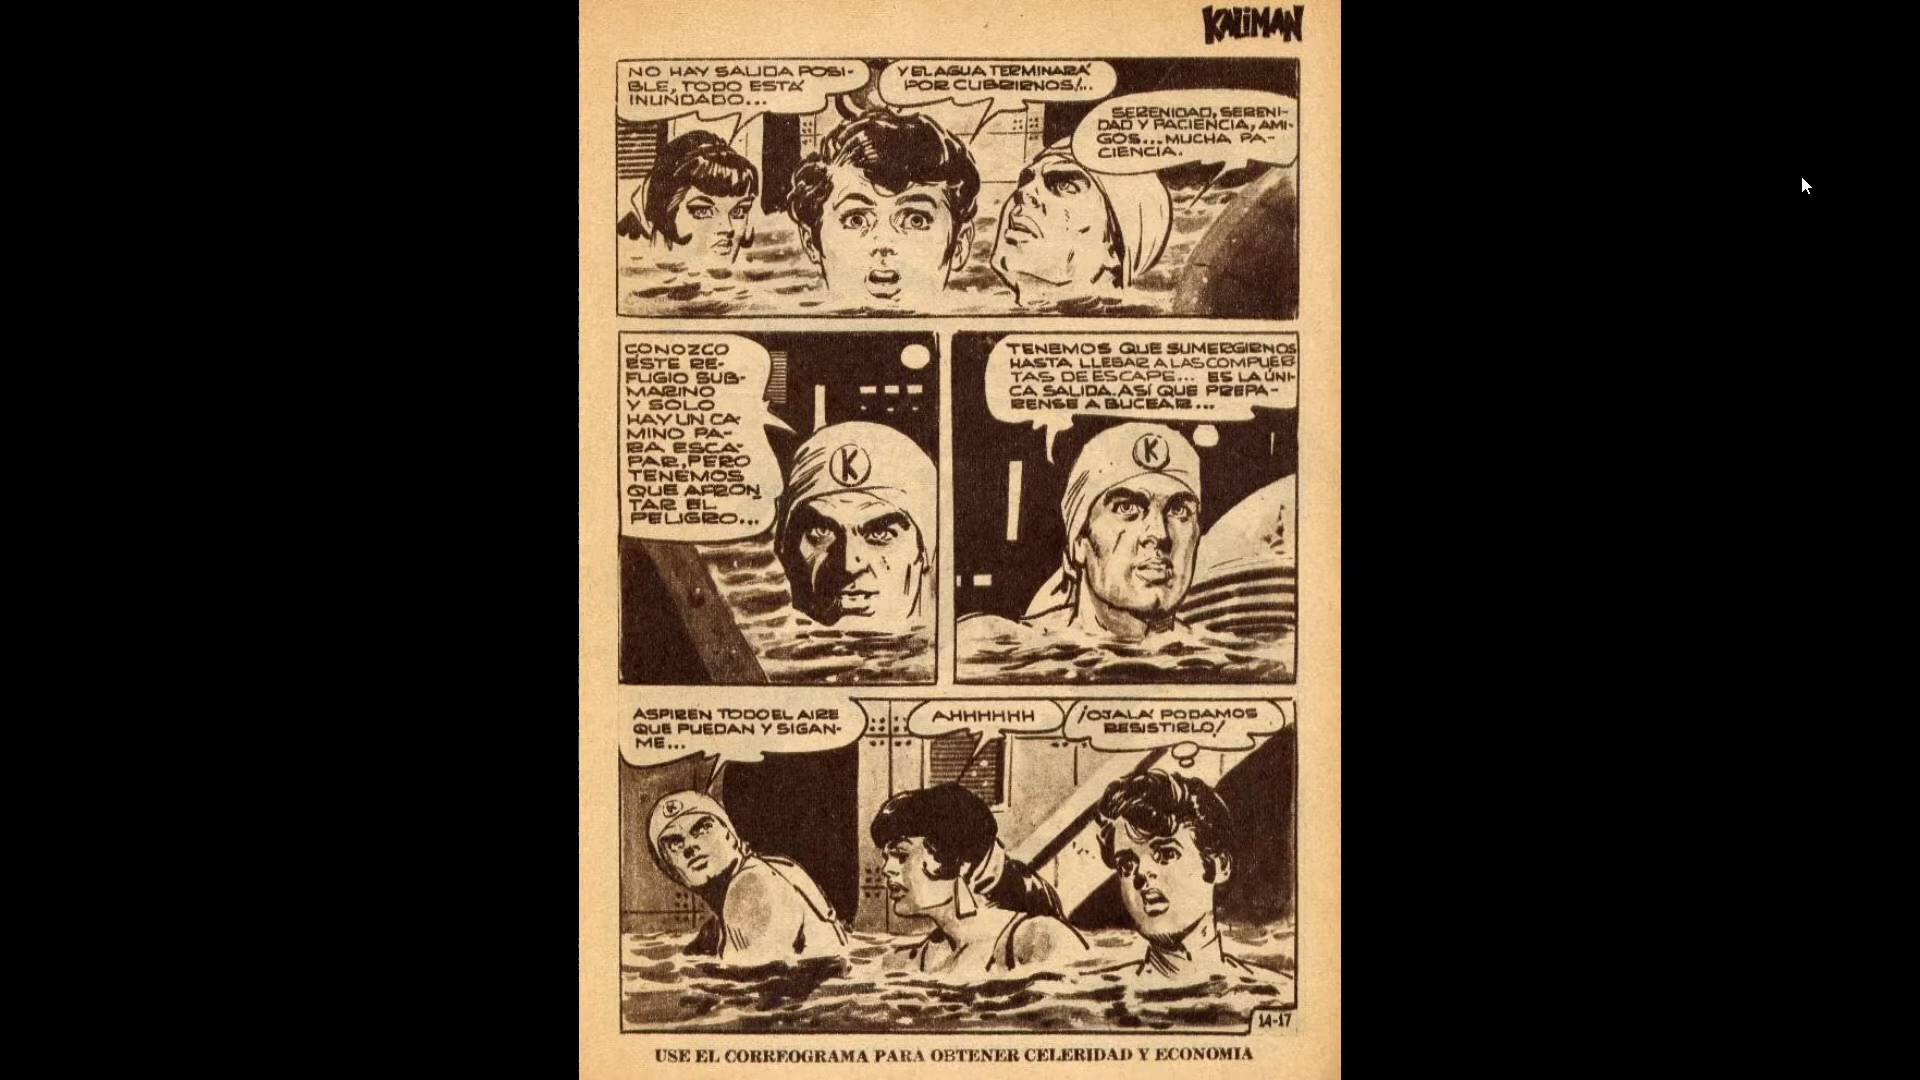 KALIMAN
NO HAY SALIDA POSI-
BLE, TODO ESTÁ
INUNDADO...
Y EL AGUA TERMINARÁ
POR CUBRIRNOS!...
SERENIDAD, SERENI-
DAD Y PACIENCIA, AMI-
GOS... MUCHA PA-
CIENCIA.
CONOZCO
ÉSTE RE-
FUGIO SUB-
MARINO
Y SÓLO
HAY UN CA-
MINO PA-
RA ESCA-
PAR, PERO
TENEMOS
QUE AFRON-
TAR EL
PELIGRO...
TENEMOS QUE SUMERGIRNOS
HASTA LLEGAR A LAS COMPUER-
TAS DE ESCAPE... ES LA ÚNI-
CA SALIDA. ASÍ QUE PREPA-
RENSE A BUCEAR...
ASPIREN TODO EL AIRE
QUE PUEDAN Y SIGAN-
ME...
AHHHHHH
¡OJALÁ PODAMOS
RESISTIRLO!
K
K
K
14-17
USE EL CORREOGRAMA PARA OBTENER CELERIDAD Y ECONOMIA